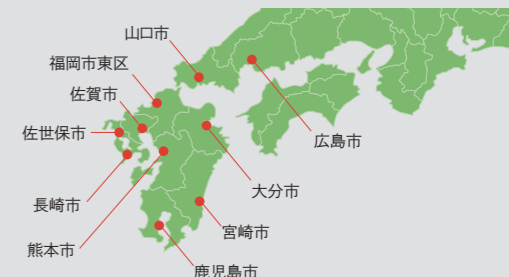 山口市
福岡市東区
佐賀市
佐世保市
広島市
大分市
長崎市
宮崎市
熊本市
鹿児島市